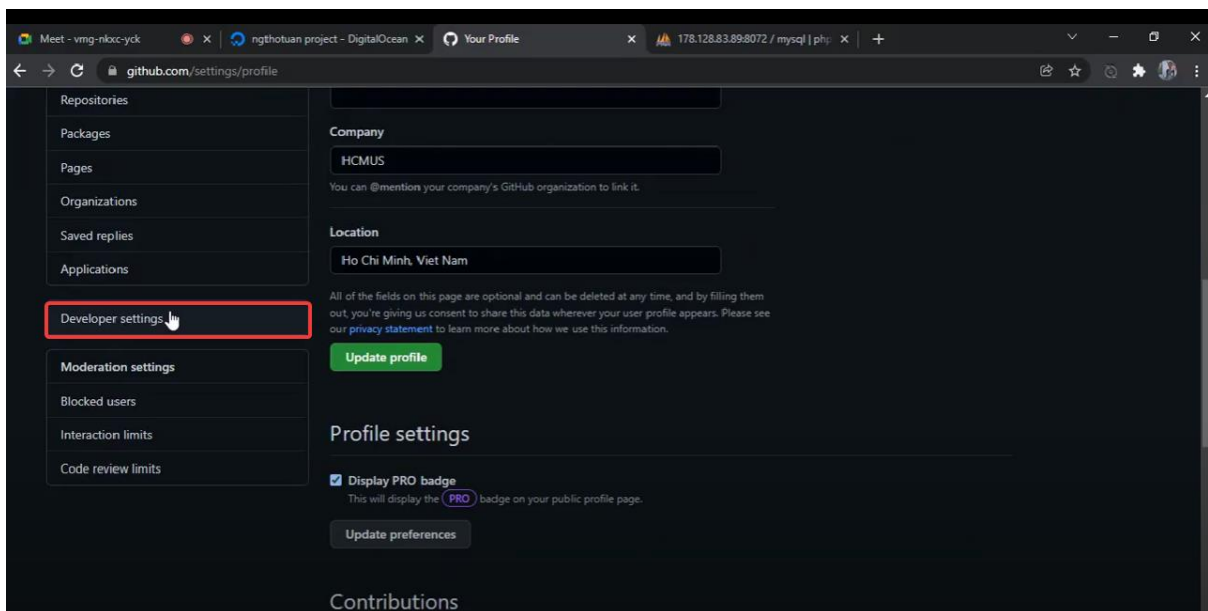 Meet - vmg-nkxc-yck
ngthotuan project - DigitalOcean
Your Profile
178.128.83.89:8072 / mysql | php
github.com/settings/profile
Repositories
Packages
Pages
Organizations
Saved replies
Applications
Developer settings
Moderation settings
Blocked users
Interaction limits
Code review limits
Company
HCMUS
You can @mention your company's GitHub organization to link it.
Location
Ho Chi Minh, Viet Nam
All of the fields on this page are optional and can be deleted at any time, and by filling them
out, you're giving us consent to share this data wherever your user profile appears. Please see
our privacy statement to learn more about how we use this information.
Update profile
Profile settings
Display PRO badge
This will display the PRO badge on your public profile page.
Update preferences
Contributions